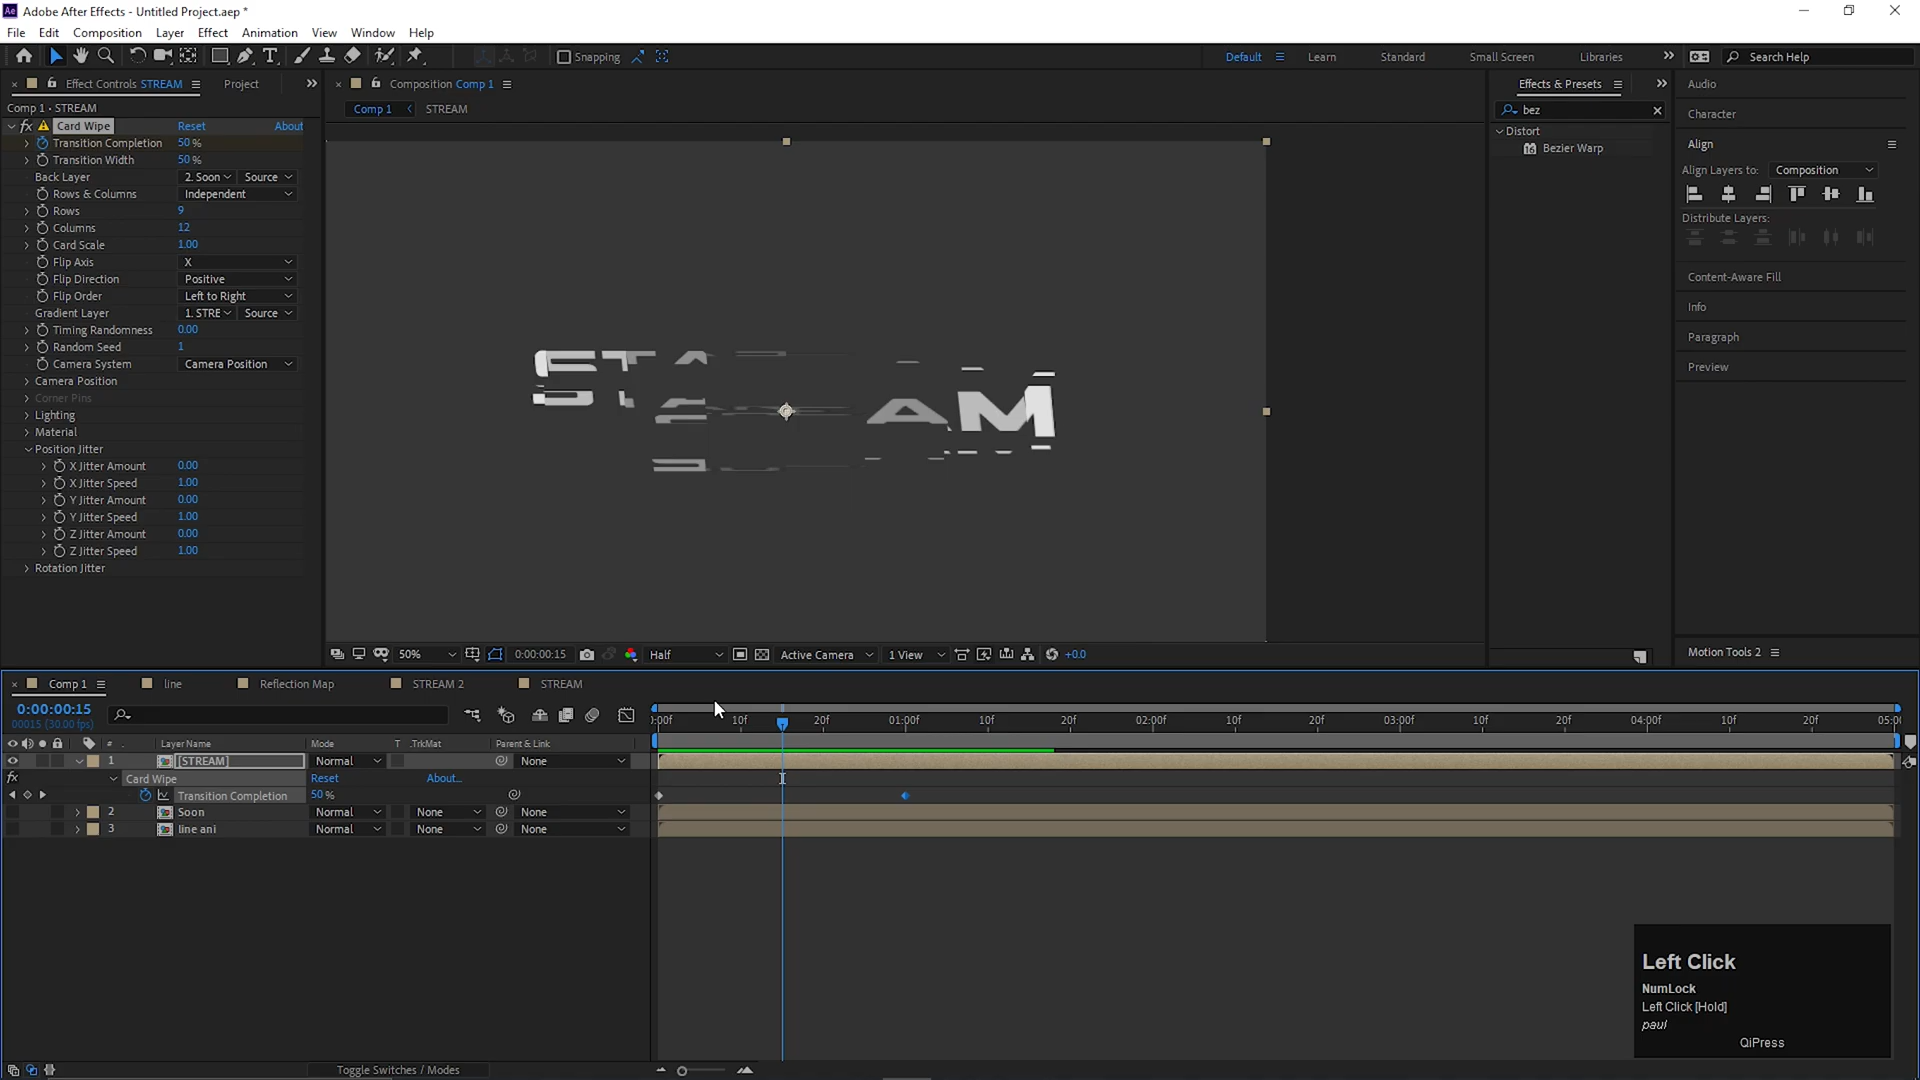 Adobe After Effects - Untitled Project.aep *
File Edit Composition Layer Effect Animation View Window Help
Snapping
Default Learn Standard Small Screen Libraries Search Help
Effect Controls STREAM Project
Composition Comp 1
Effects & Presets
Audio
Comp 1 • STREAM
Comp 1 STREAM
bez
Character
Card Wipe Reset About
Distort
Transition Completion 50 %
Bezier Warp
Align
Transition Width 50 %
Back Layer 2. Soon Source
Align Layers to: Composition
Rows & Columns Independent
Rows 9
Distribute Layers:
Columns 12
Card Scale 1.00
Flip Axis X
Flip Direction Positive
Content-Aware Fill
Flip Order Left to Right
Info
Gradient Layer 1. STRE Source
Timing Randomness 0.00
Paragraph
Random Seed 1
Camera System Camera Position
Preview
Camera Position
Corner Pins
Lighting
Material
Position Jitter
X Jitter Amount 0.00
X Jitter Speed 1.00
Y Jitter Amount 0.00
Y Jitter Speed 1.00
Z Jitter Amount 0.00
Z Jitter Speed 1.00
Rotation Jitter
50% 0:00:00:15 Half Active Camera 1 View +0.0
Motion Tools 2
Comp 1 line Reflection Map STREAM 2 STREAM
0:00:00:15
00015 (30.00 fps)
10f 20f 01:00f 10f 20f 02:00f 10f 20f 03:00f 10f 20f 04:00f 10f 20f
# Layer Name Mode T .TrkMat Parent & Link
1 [STREAM] Normal None
Card Wipe Reset About...
Transition Completion 50 %
2 Soon Normal None None
3 line ani Normal None None
Left Click
NumLock
Left Click [Hold]
paul
QiPress
Toggle Switches / Modes